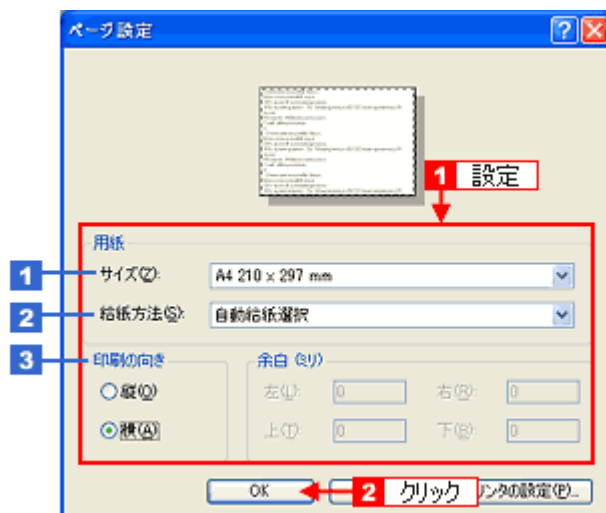 ページ設定
1 設定
用紙
1 サイズ(Z): A4 210 x 297 mm
2 給紙方法(S): 自動給紙選択
3 印刷の向き
縦(O)
横(A)
余白 (ミリ)
左(L): 0 右(R): 0
上(T): 0 下(B): 0
OK 2 クリック リンタの設定(P)...